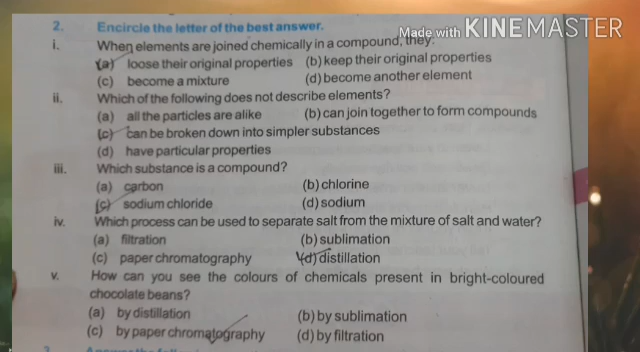 2. Encircle the letter of the best answer.
Made with KINEMASTER
i. When elements are joined chemically in a compound, they:
(a) loose their original properties (b) keep their original properties
(c) become a mixture (d) become another element
ii. Which of the following does not describe elements?
(a) all the particles are alike (b) can join together to form compounds
(c) can be broken down into simpler substances
(d) have particular properties
iii. Which substance is a compound?
(a) carbon (b) chlorine
(c) sodium chloride (d) sodium
iv. Which process can be used to separate salt from the mixture of salt and water?
(a) filtration (b) sublimation
(c) paper chromatography (d) distillation
v. How can you see the colours of chemicals present in bright-coloured
chocolate beans?
(a) by distillation (b) by sublimation
(c) by paper chromatography (d) by filtration